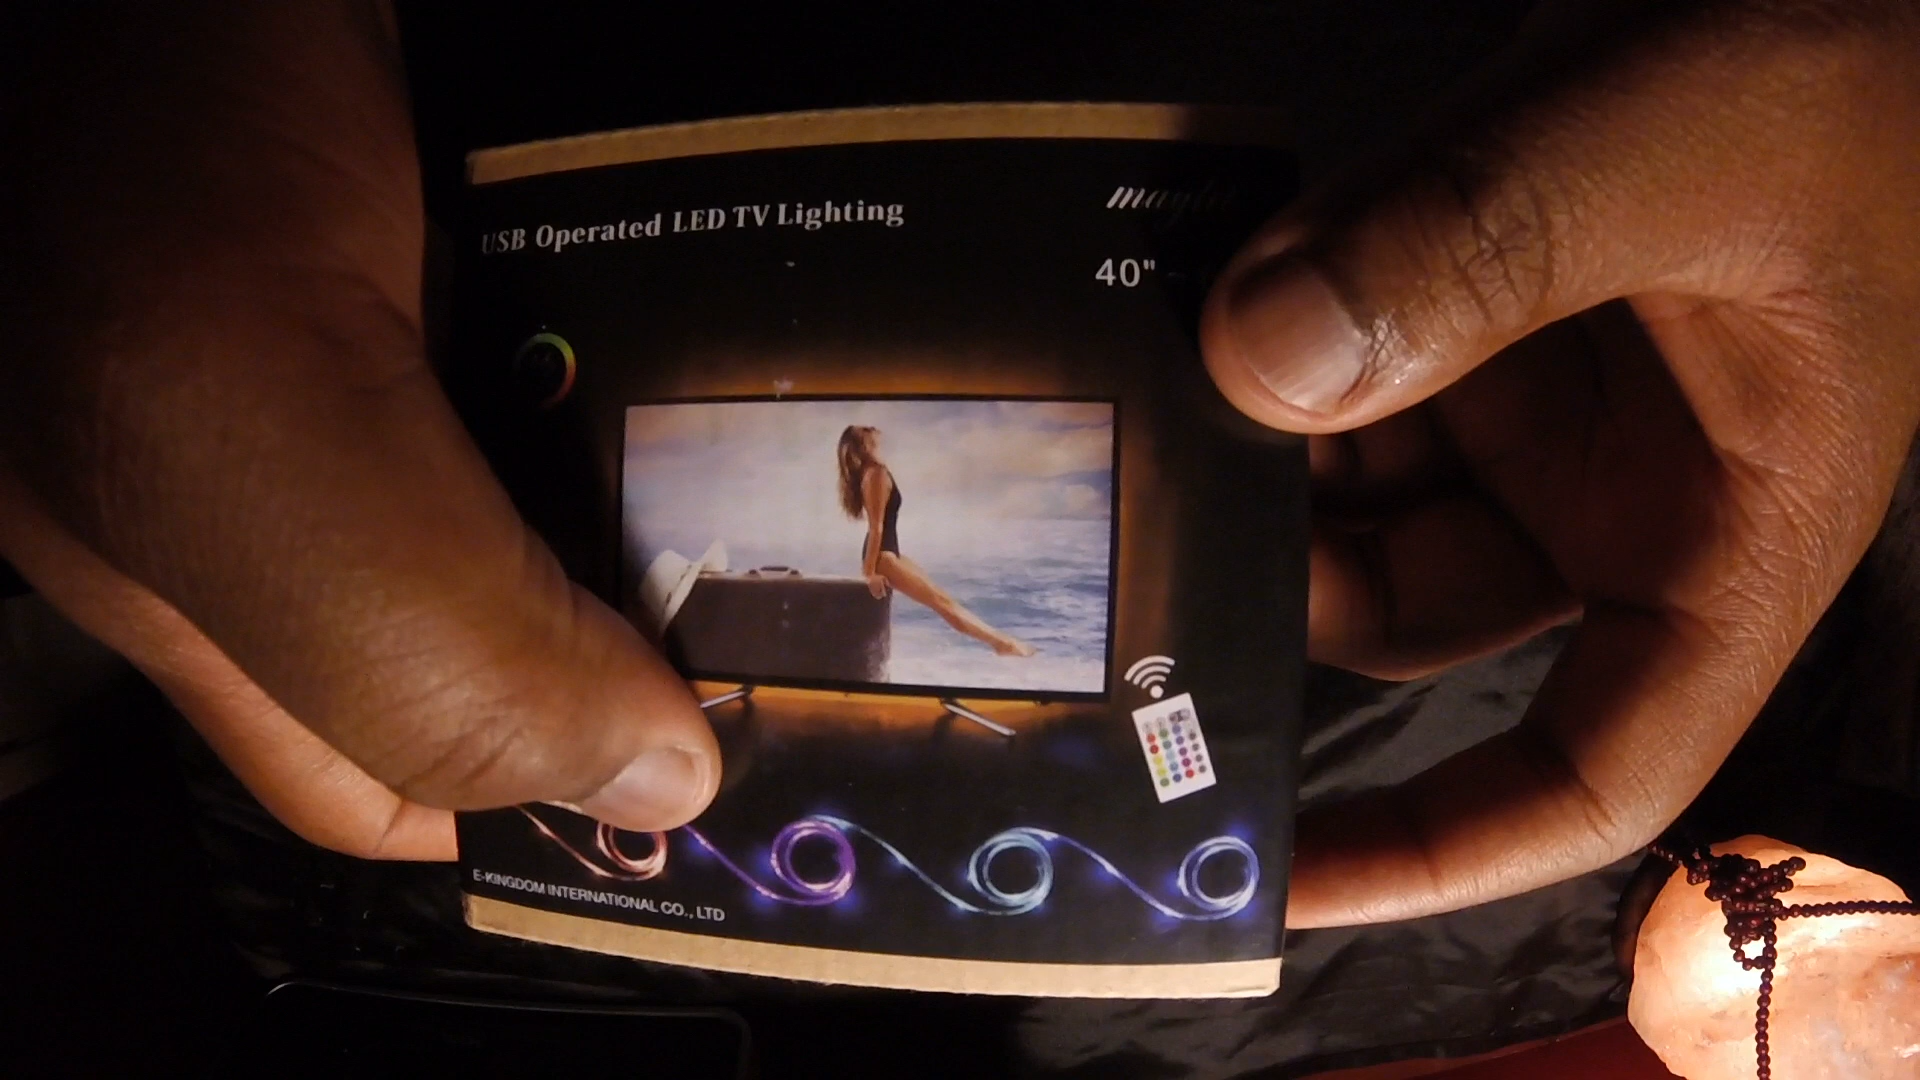 USB Operated LED TV Lighting
40"
E-KINGDOM INTERNATIONAL CO., LTD